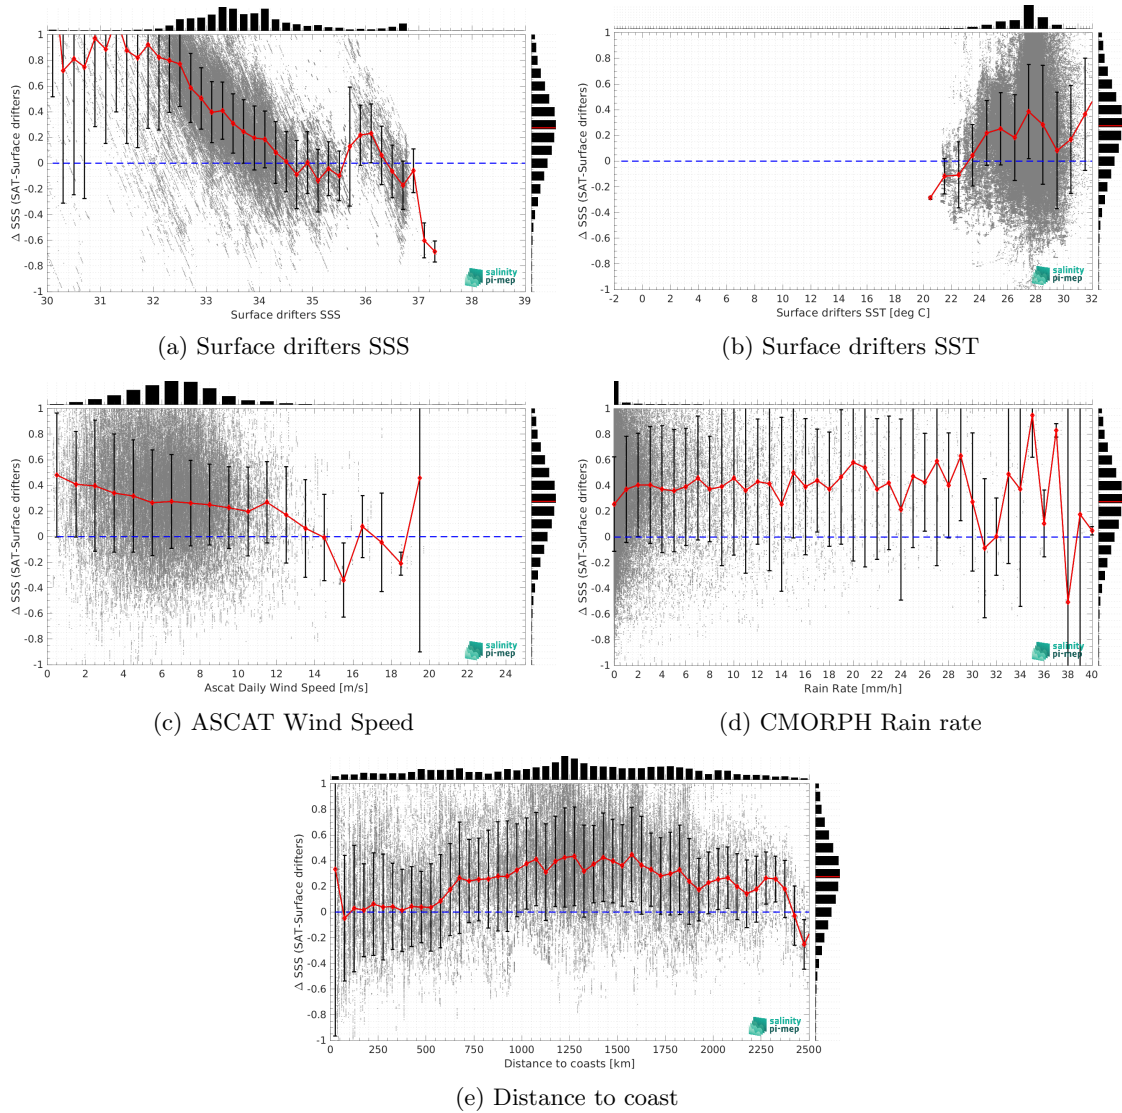 Δ SSS (SAT-Surface drifters)
1
0.8
0.6
0.4
0.2
0
-0.2
-0.4
-0.6
-0.8
-1
30 31 32 33 34 35 36 37 38 39
Surface drifters SSS
salinity
pi-mep
(a) Surface drifters SSS
Δ SSS (SAT-Surface drifters)
1
0.8
0.6
0.4
0.2
0
-0.2
-0.4
-0.6
-0.8
-1
-2 0 2 4 6 8 10 12 14 16 18 20 22 24 26 28 30 32
Surface drifters SST [deg C]
salinity
pi-mep
(b) Surface drifters SST
Δ SSS (SAT-Surface drifters)
1
0.8
0.6
0.4
0.2
0
-0.2
-0.4
-0.6
-0.8
-1
0 2 4 6 8 10 12 14 16 18 20 22 24
Ascat Daily Wind Speed [m/s]
salinity
pi-mep
(c) ASCAT Wind Speed
Δ SSS (SAT-Surface drifters)
1
0.8
0.6
0.4
0.2
0
-0.2
-0.4
-0.6
-0.8
-1
0 2 4 6 8 10 12 14 16 18 20 22 24 26 28 30 32 34 36 38 40
Rain Rate [mm/h]
salinity
pi-mep
(d) CMORPH Rain rate
Δ SSS (SAT-Surface drifters)
1
0.8
0.6
0.4
0.2
0
-0.2
-0.4
-0.6
-0.8
-1
0 250 500 750 1000 1250 1500 1750 2000 2250 2500
Distance to coasts [km]
salinity
pi-mep
(e) Distance to coast